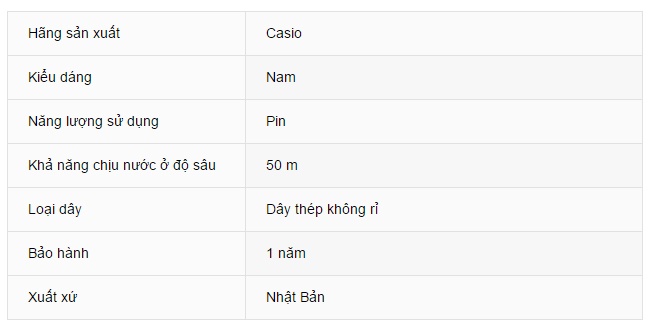 Hãng sản xuất Casio
Kiểu dáng Nam
Năng lượng sử dụng Pin
Khả năng chịu nước ở độ sâu 50 m
Loại dây Dây thép không rỉ
Bảo hành 1 năm
Xuất xứ Nhật Bản